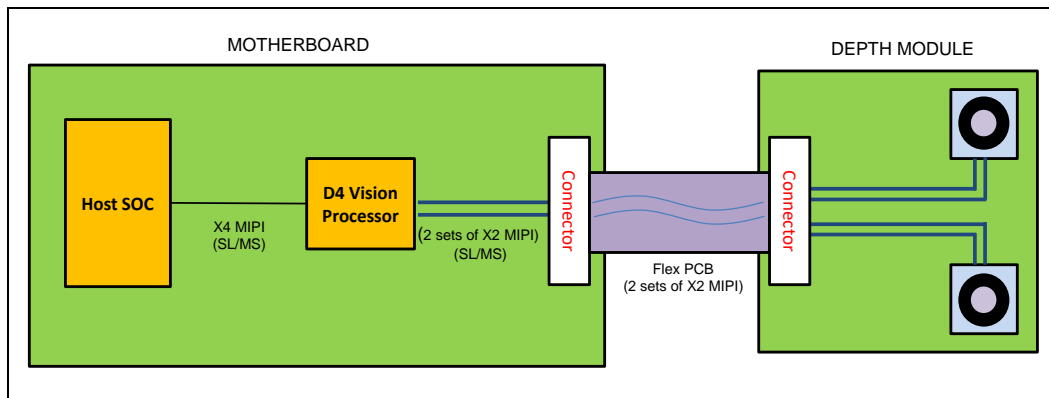 MOTHERBOARD
DEPTH MODULE
Host SOC
X4 MIPI
(SL/MS)
D4 Vision
Processor
(2 sets of X2 MIPI)
(SL/MS)
Connector
Flex PCB
(2 sets of X2 MIPI)
Connector